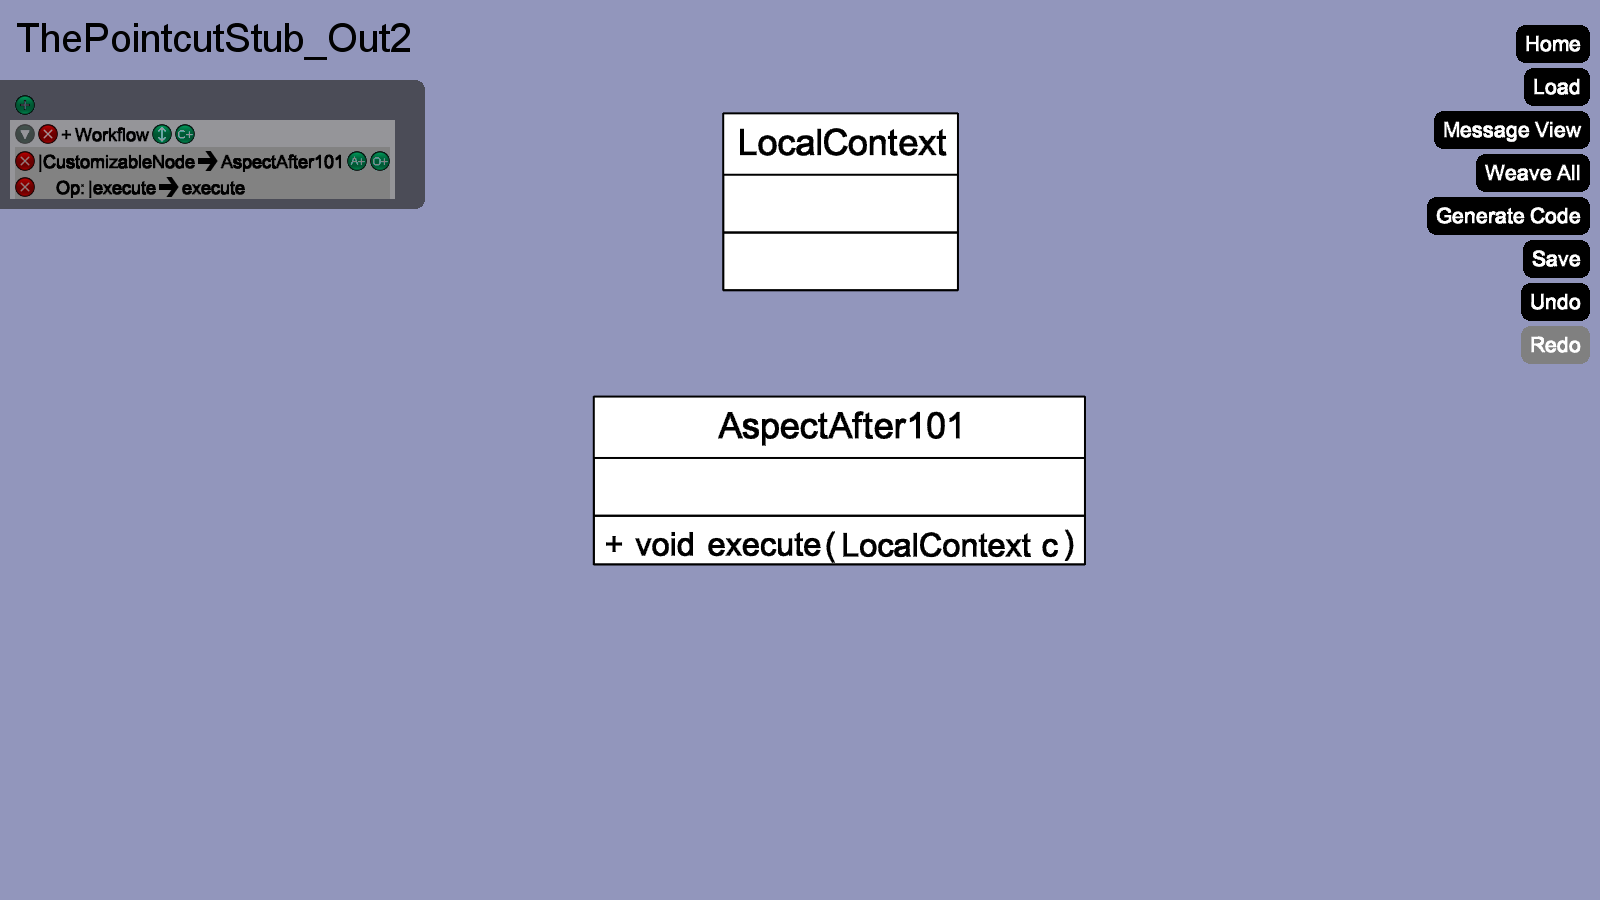 ThePointcutStub_Out2
+ Workflow C+
|CustomizableNode➔AspectAfter101 A+ O+
Op: |execute➔execute
LocalContext
AspectAfter101
+ void execute(LocalContext c)
Home
Load
Message View
Weave All
Generate Code
Save
Undo
Redo